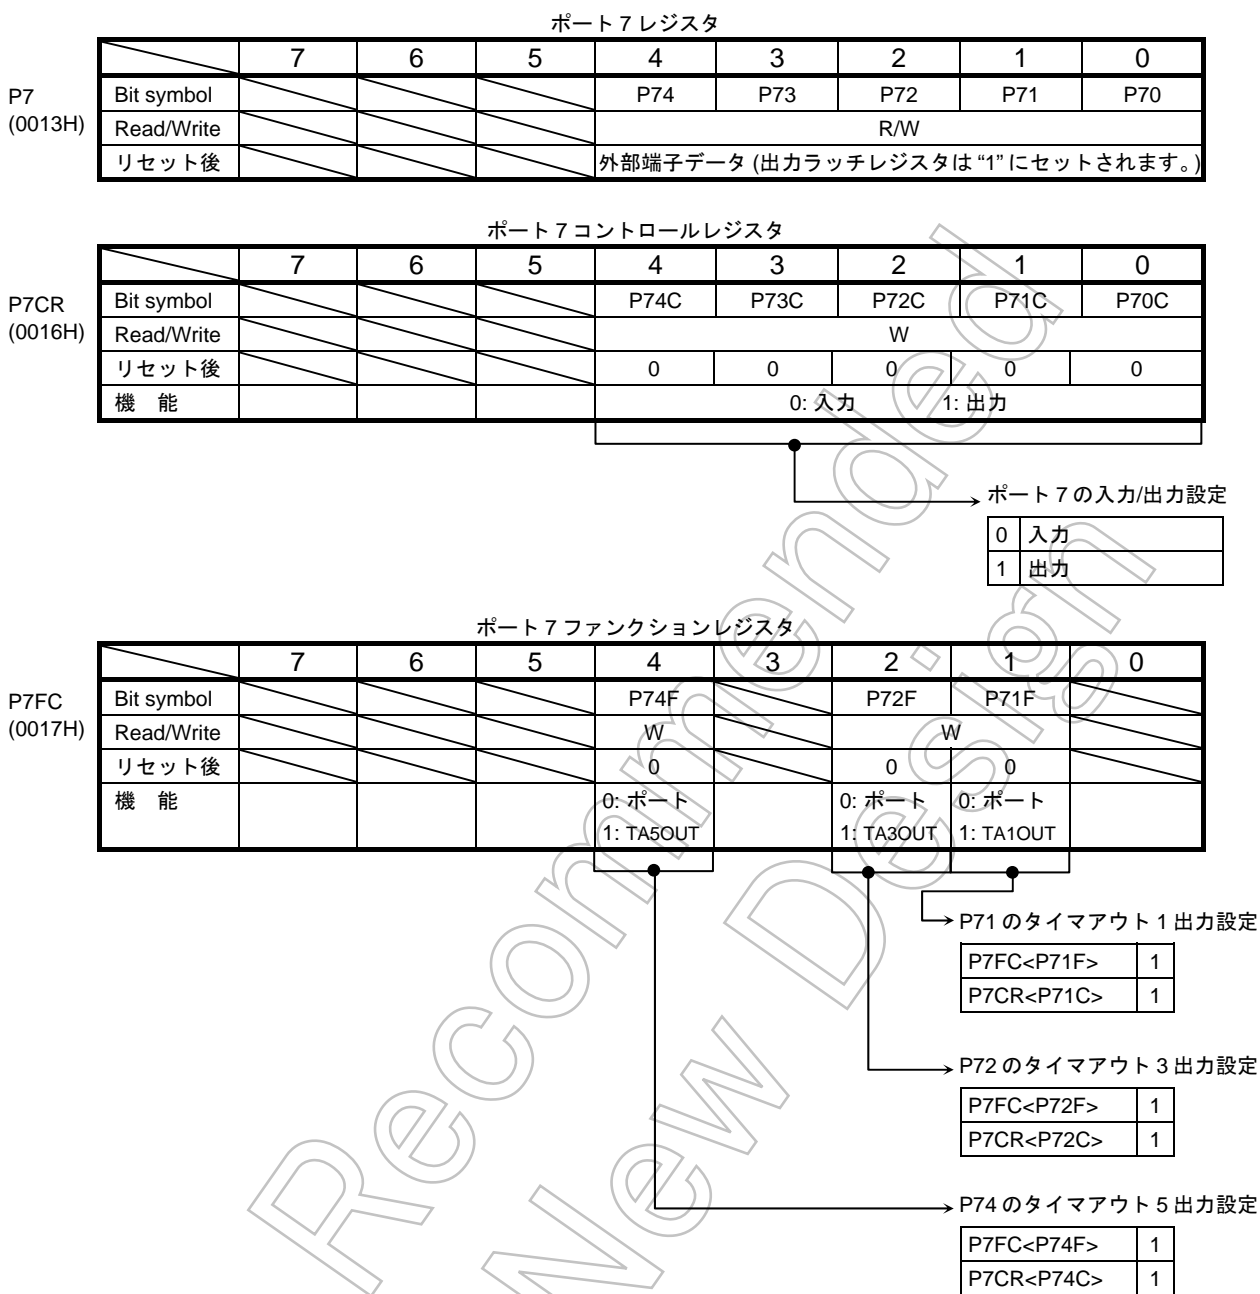 ポート 7 レジスタ
7 6 5 4 3 2 1 0
P7
(0013H)
Bit symbol P74 P73 P72 P71 P70
Read/Write R/W
リセット後 外部端子データ (出力ラッチレジスタは “1” にセットされます。)
ポート 7 コントロールレジスタ
7 6 5 4 3 2 1 0
P7CR
(0016H)
Bit symbol P74C P73C P72C P71C P70C
Read/Write W
リセット後 0 0 0 0 0
機 能 0: 入力 1: 出力
ポート 7 の入力/出力設定
0 入力
1 出力
ポート 7 ファンクションレジスタ
7 6 5 4 3 2 1 0
P7FC
(0017H)
Bit symbol P74F P72F P71F
Read/Write W W
リセット後 0 0 0
機 能 0: ポート 0: ポート 0: ポート
1: TA5OUT 1: TA3OUT 1: TA1OUT
P71 のタイマアウト 1 出力設定
P7FC<P71F> 1
P7CR<P71C> 1
P72 のタイマアウト 3 出力設定
P7FC<P72F> 1
P7CR<P72C> 1
P74 のタイマアウト 5 出力設定
P7FC<P74F> 1
P7CR<P74C> 1
Recommended
New Design